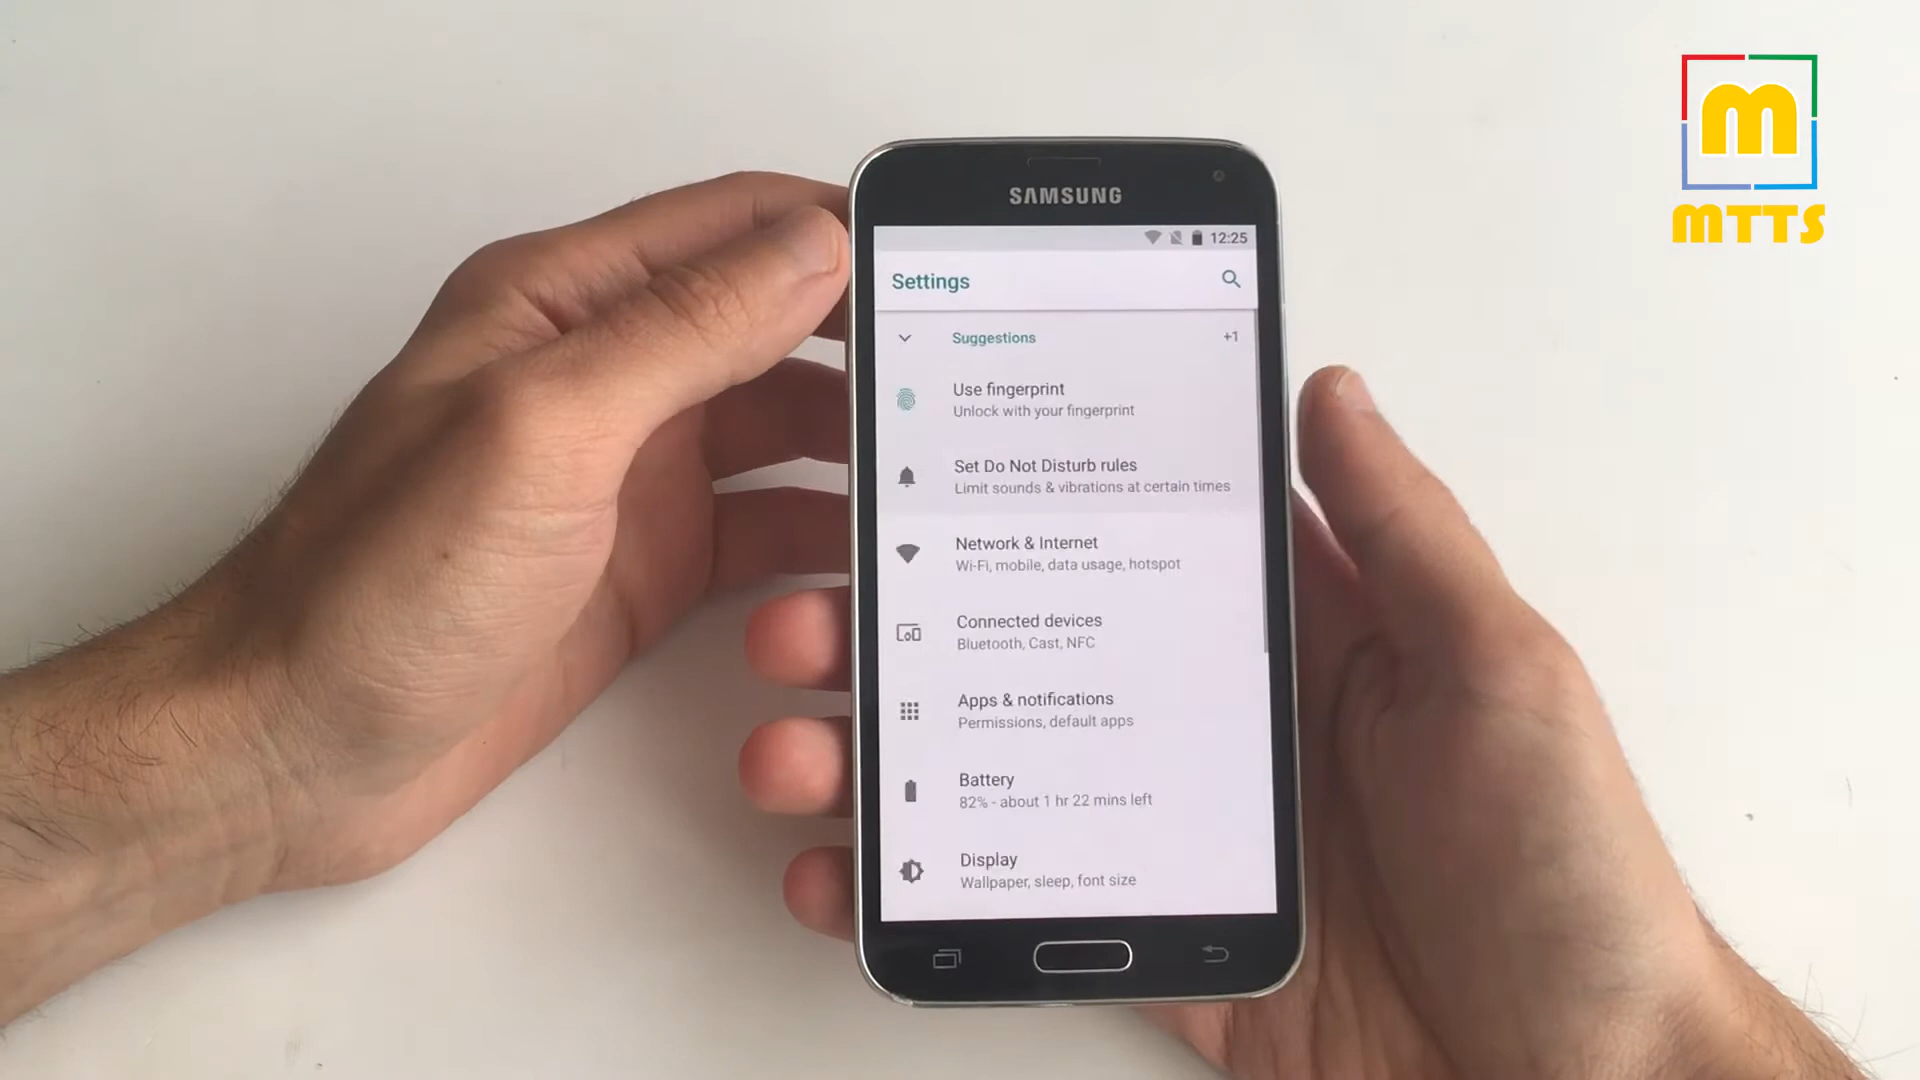 m
MTTS
SAMSUNG
12:25
Settings
Suggestions +1
Use fingerprint
Unlock with your fingerprint
Set Do Not Disturb rules
Limit sounds & vibrations at certain times
Network & Internet
Wi-Fi, mobile, data usage, hotspot
Connected devices
Bluetooth, Cast, NFC
Apps & notifications
Permissions, default apps
Battery
82% - about 1 hr 22 mins left
Display
Wallpaper, sleep, font size